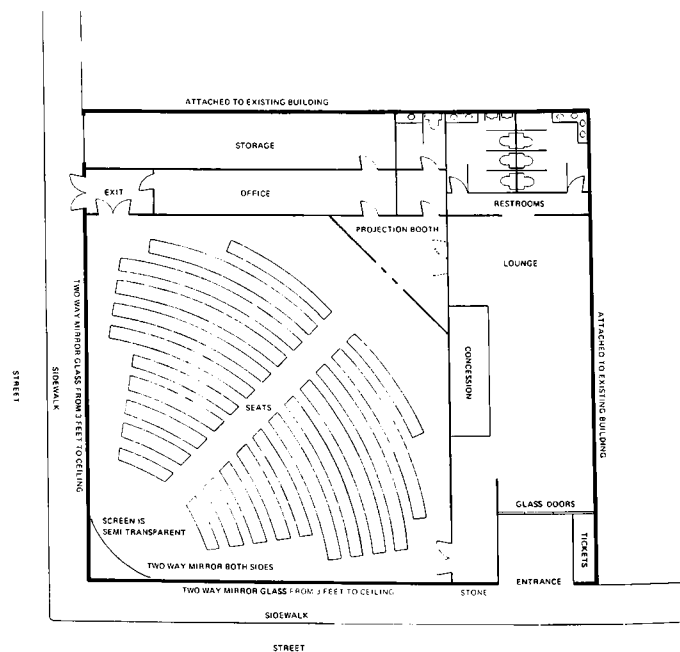 ATTACHED TO EXISTING BUILDING
STORAGE
EXIT
OFFICE
RESTROOMS
PROJECTION BOOTH
LOUNGE
TWO WAY MIRROR GLASS FROM 3 FEET TO CEILING
ATTACHED TO EXISTING BUILDING
CONCESSION
STREET
SIDEWALK
SEATS
GLASS DOORS
SCREEN IS
SEMI TRANSPARENT
TICKETS
TWO WAY MIRROR BOTH SIDES
ENTRANCE
TWO WAY MIRROR GLASS FROM 3 FEET TO CEILING
STONE
SIDEWALK
STREET